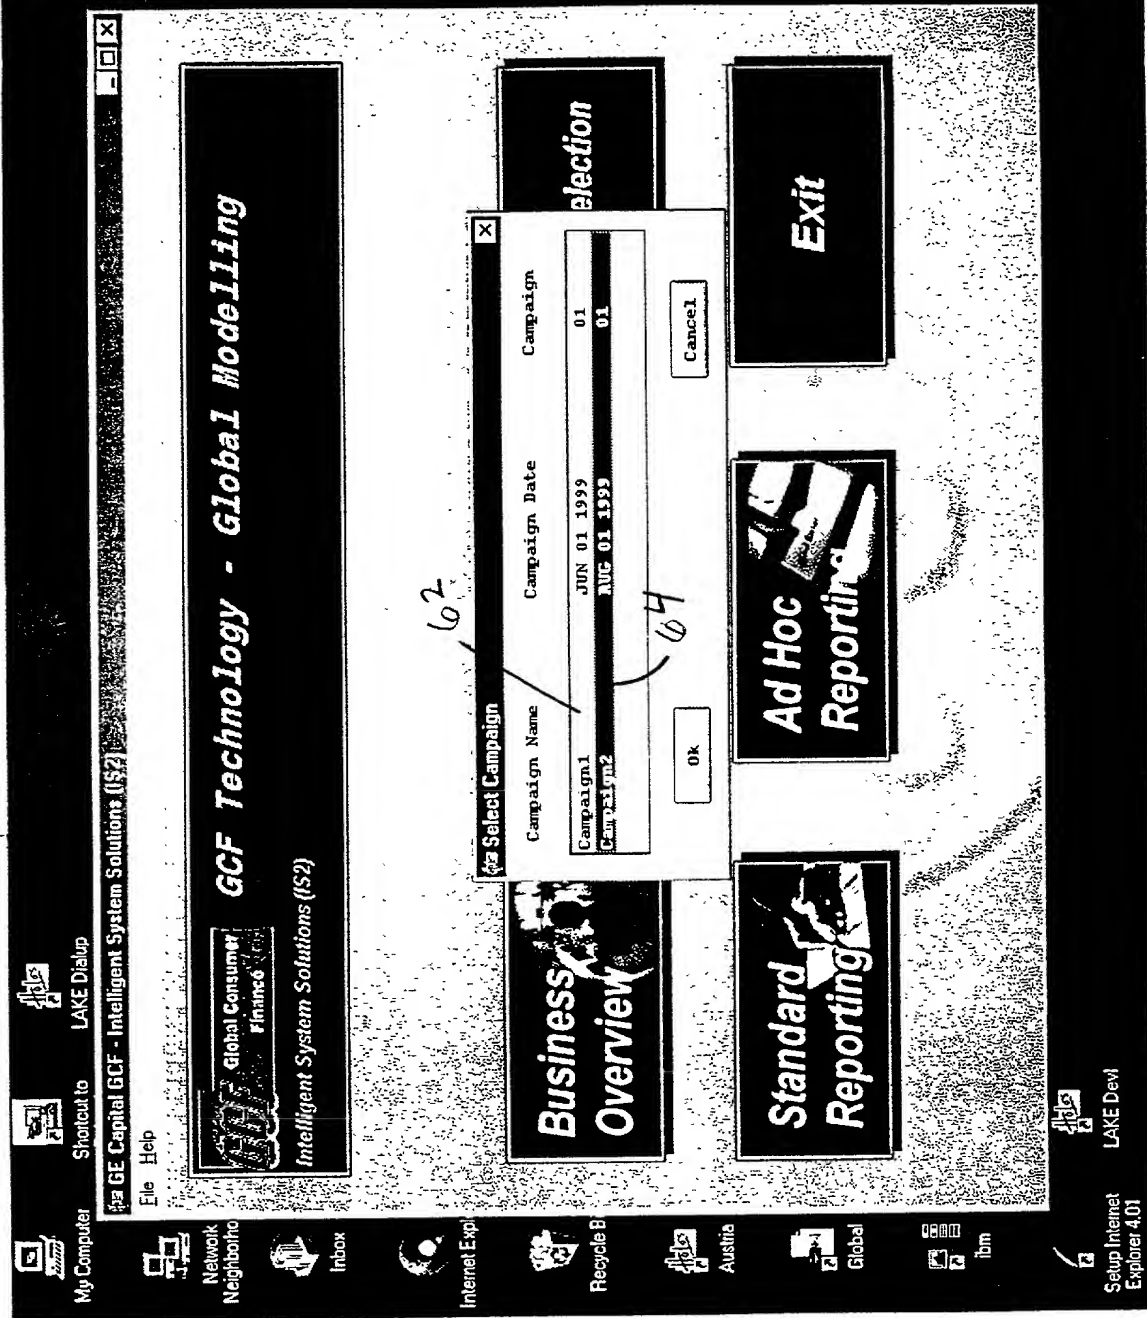 My Computer
Shortcut to
LAKE Dialup
GE Capital GCF - Intelligent System Solutions (IS2)
File Help
Network
Neighborho
Inbox
Internet Expl
Recycle B
Austria
Global
ibm
Setup Internet
Explorer 4.01
LAKE Devl
GCF Global Consumer
Finance
GCF Technology - Global Modelling
Intelligent System Solutions (IS2)
Business
Overview
election
Select Campaign
Campaign Name Campaign Date Campaign
Campaign1 JUN 01 1999 01
Campaign2 AUG 01 1999 01
Ok Cancel
62
64
Standard
Reporting
Ad Hoc
Reportin
Exit